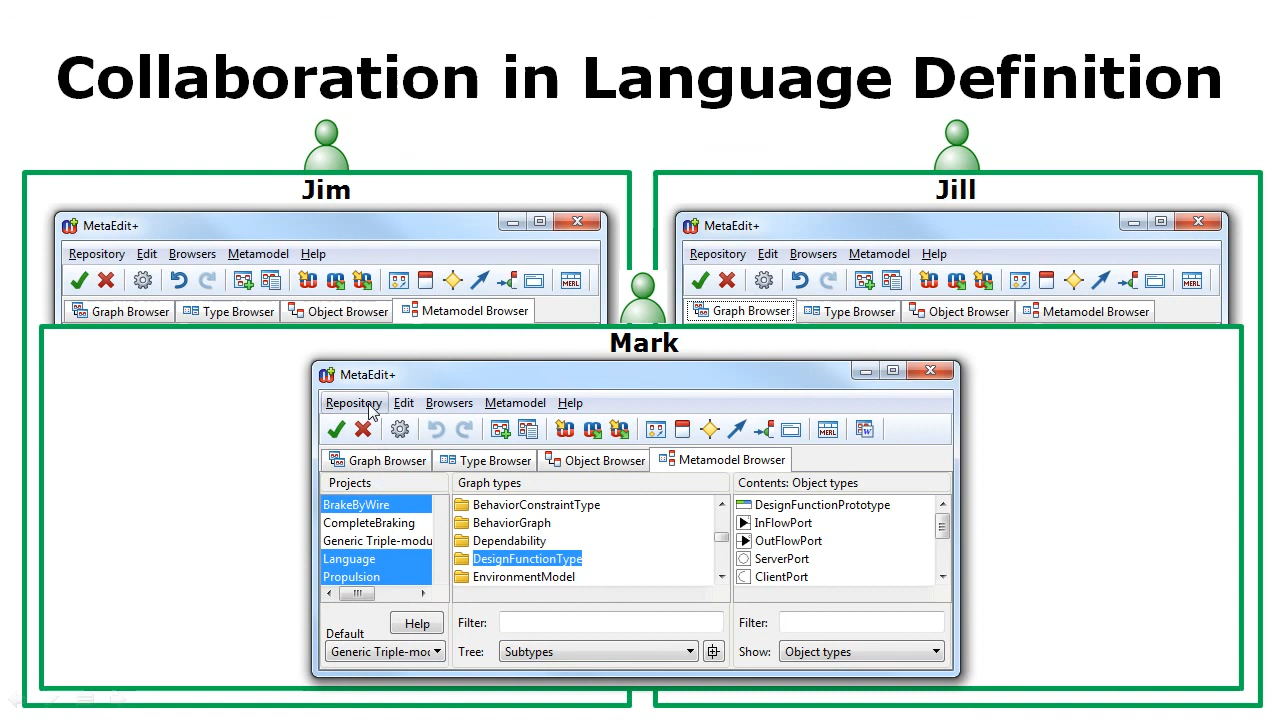 Collaboration in Language Definition
Jim
MetaEdit+
Repository Edit Browsers Metamodel Help
MERL
Graph Browser Type Browser Object Browser Metamodel Browser
Jill
MetaEdit+
Repository Edit Browsers Metamodel Help
MERL
Graph Browser Type Browser Object Browser Metamodel Browser
Mark
MetaEdit+
Repository Edit Browsers Metamodel Help
MERL W
Graph Browser Type Browser Object Browser Metamodel Browser
Projects
BrakeByWire
CompleteBraking
Generic Triple-modu
Language
Propulsion
Help
Default
Generic Triple-moc
Graph types
BehaviorConstraintType
BehaviorGraph
Dependability
DesignFunctionType
EnvironmentModel
Filter:
Tree: Subtypes
Contents: Object types
DesignFunctionPrototype
InFlowPort
OutFlowPort
ServerPort
ClientPort
Filter:
Show: Object types